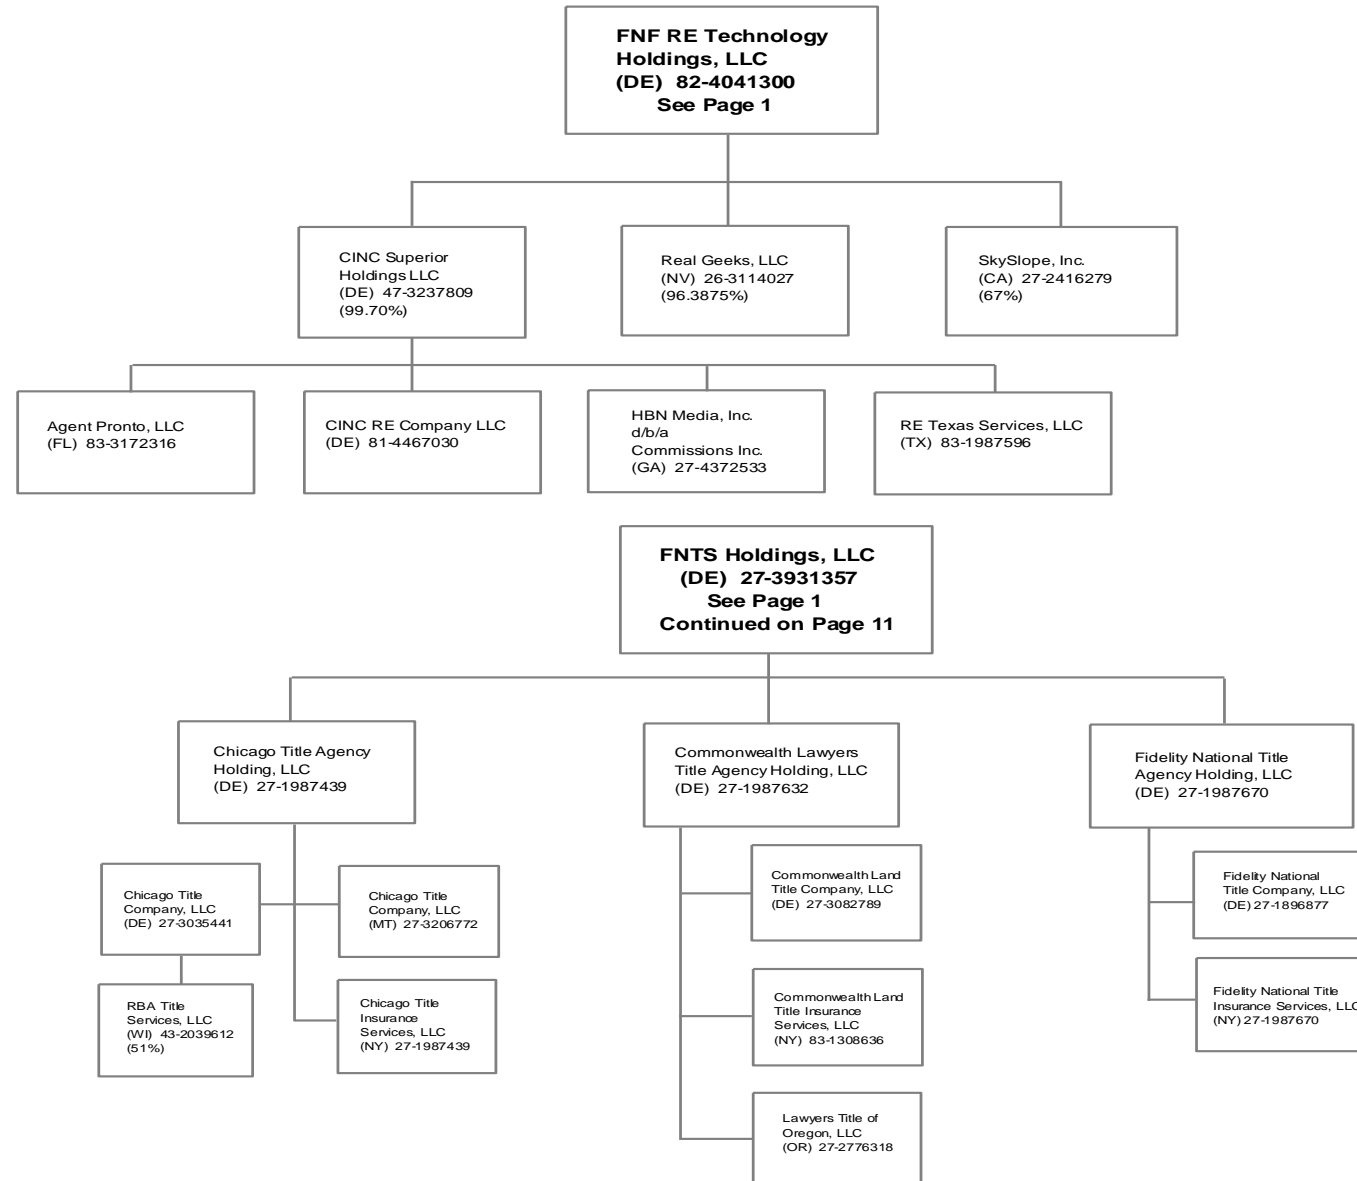 FNF RE Technology
Holdings, LLC
(DE) 82-4041300
See Page 1
CINC Superior
Holdings LLC
(DE) 47-3237809
(99.70%)
Real Geeks, LLC
(NV) 26-3114027
(96.3875%)
SkySlope, Inc.
(CA) 27-2416279
(67%)
Agent Pronto, LLC
(FL) 83-3172316
CINC RE Company LLC
(DE) 81-4467030
HBN Media, Inc.
d/b/a
Commissions Inc.
(GA) 27-4372533
RE Texas Services, LLC
(TX) 83-1987596
FNTS Holdings, LLC
(DE) 27-3931357
See Page 1
Continued on Page 11
Chicago Title Agency
Holding, LLC
(DE) 27-1987439
Commonwealth Lawyers
Title Agency Holding, LLC
(DE) 27-1987632
Fidelity National Title
Agency Holding, LLC
(DE) 27-1987670
Chicago Title
Company, LLC
(DE) 27-3035441
Chicago Title
Company, LLC
(MT) 27-3206772
RBA Title
Services, LLC
(WI) 43-2039612
(51%)
Chicago Title
Insurance
Services, LLC
(NY) 27-1987439
Commonwealth Land
Title Company, LLC
(DE) 27-3082789
Commonwealth Land
Title Insurance
Services, LLC
(NY) 83-1308636
Lawyers Title of
Oregon, LLC
(OR) 27-2776318
Fidelity National
Title Company, LLC
(DE) 27-1896877
Fidelity National Title
Insurance Services, LLC
(NY) 27-1987670